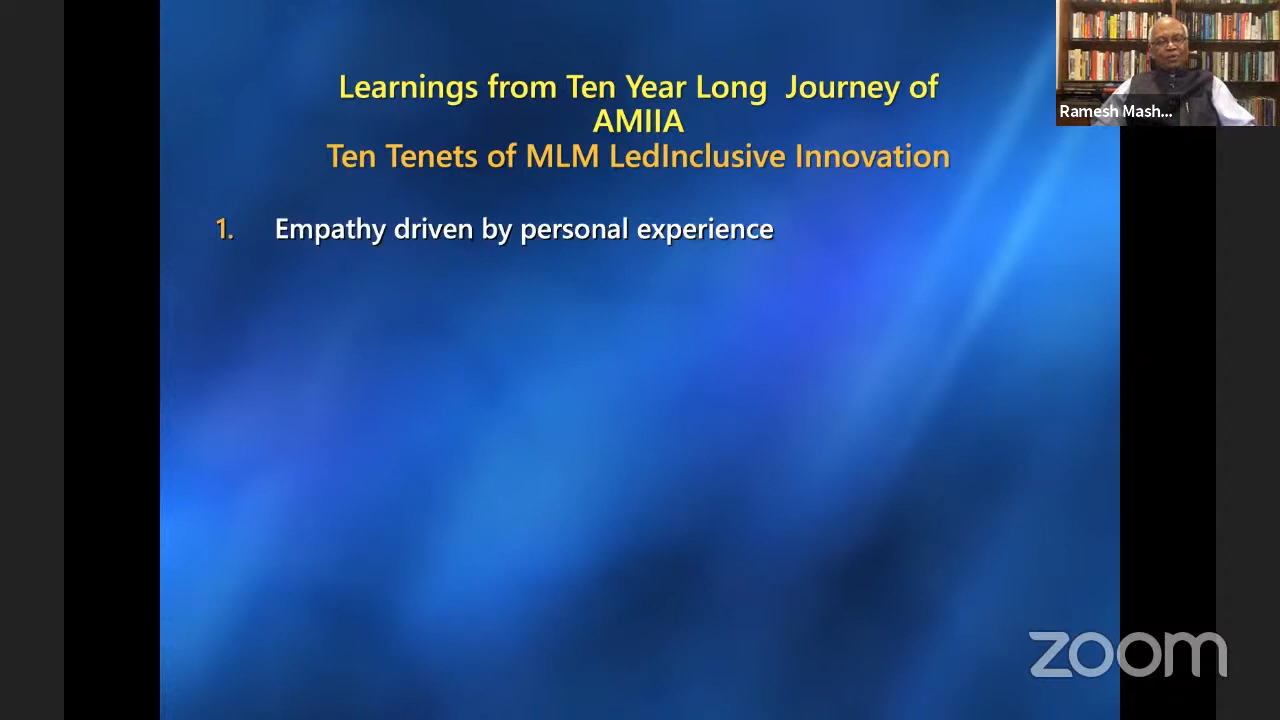 Learnings from Ten Year Long Journey of
AMIIA
Ten Tenets of MLM LedInclusive Innovation
1. Empathy driven by personal experience
Ramesh Mash...
zoom